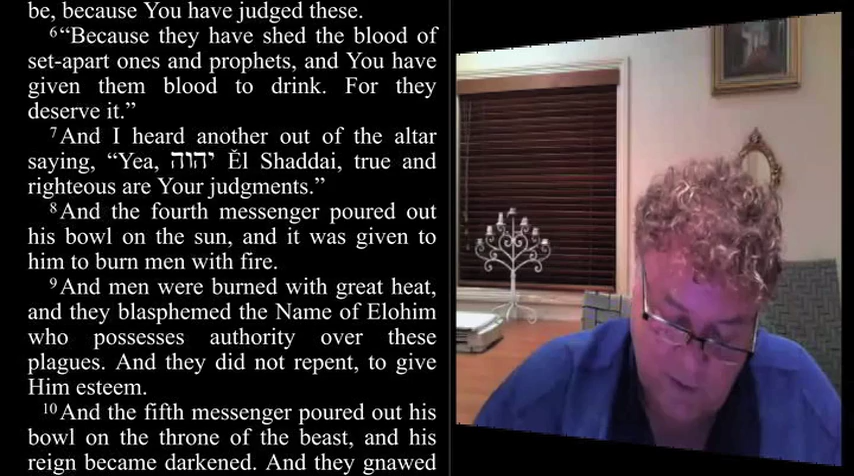 be, because You have judged these.
6“Because they have shed the blood of
set-apart ones and prophets, and You have
given them blood to drink. For they
deserve it.”
7And I heard another out of the altar
saying, “Yea, יהוה Ěl Shaddai, true and
righteous are Your judgments.”
8And the fourth messenger poured out
his bowl on the sun, and it was given to
him to burn men with fire.
9And men were burned with great heat,
and they blasphemed the Name of Elohim
who possesses authority over these
plagues. And they did not repent, to give
Him esteem.
10And the fifth messenger poured out his
bowl on the throne of the beast, and his
reign became darkened. And they gnawed